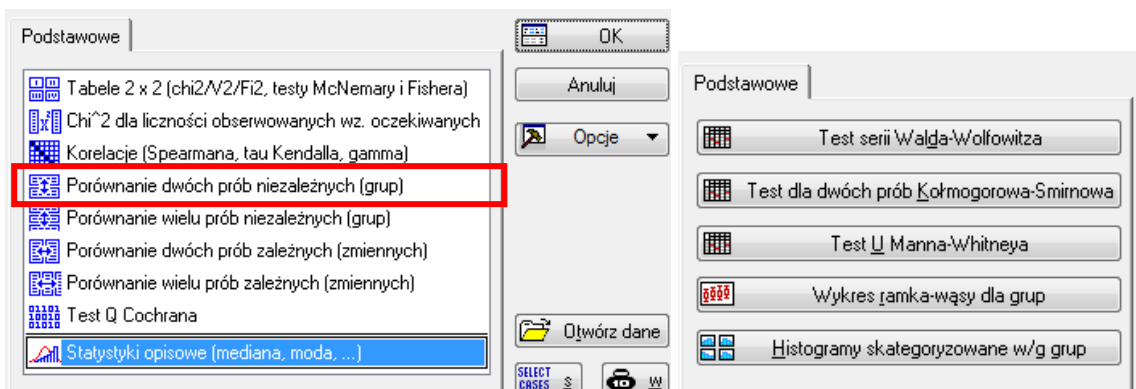 Podstawowe
Tabele 2 x 2 (chi2/V2/Fi2, testy McNemary i Fishera)
Chi^2 dla liczności obserwowanych wz. oczekiwanych
Korelacje (Spearmana, tau Kendalla, gamma)
Porównanie dwóch prób niezależnych (grup)
Porównanie wielu prób niezależnych (grup)
Porównanie dwóch prób zależnych (zmiennych)
Porównanie wielu prób zależnych (zmiennych)
Test Q Cochrana
Statystyki opisowe (mediana, moda, ...)
OK
Anuluj
Opcje
Otwórz dane
SELECT CASES S
10 W
Podstawowe
Test serii Walda-Wolfowitza
Test dla dwóch prób Kołmogorowa-Smirnowa
Test U Manna-Whitneya
Wykres ramka-wąsy dla grup
Histogramy skategoryzowane w/g grup